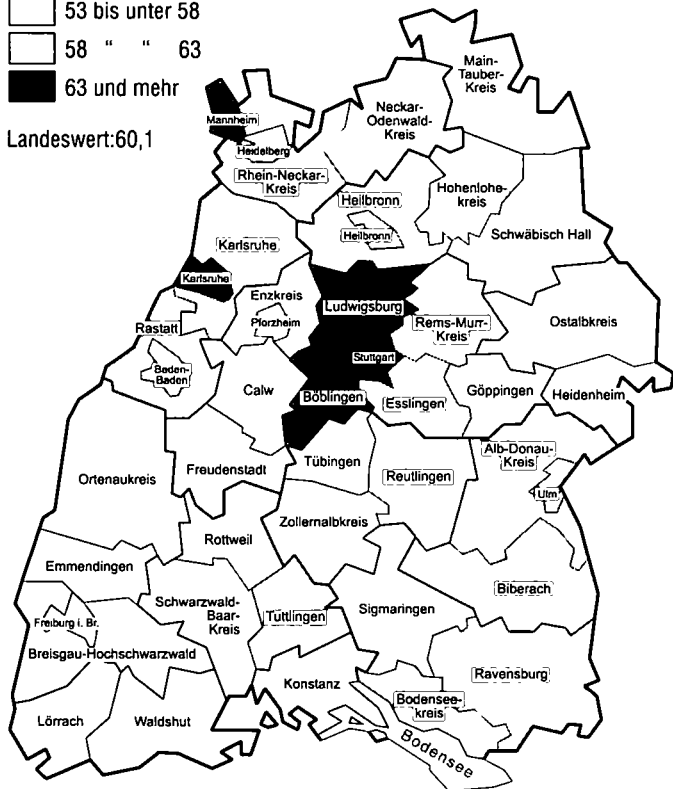 53 bis unter 58
58 “ “ 63
63 und mehr
Landeswert:60,1
Main-
Tauber-
Kreis
Neckar-
Odenwald-
Kreis
Mannheim
Heidelberg
Rhein-Neckar-
Kreis
Hohenlohe-
kreis
Heilbronn
Heilbronn
Schwäbisch Hall
Karlsruhe
Karlsruhe
Enzkreis
Pforzheim
Ludwigsburg
Rems-Murr-
Kreis
Ostalbkreis
Rastatt
Baden-
Baden
Stuttgart
Calw
Böblingen
Esslingen
Göppingen
Heidenheim
Freudenstadt
Tübingen
Reutlingen
Alb-Donau-
Kreis
Ulm
Ortenaukreis
Rottweil
Zollernalbkreis
Emmendingen
Biberach
Schwarzwald-
Baar-
Kreis
Tuttlingen
Sigmaringen
Freiburg i. Br.
Breisgau-Hochschwarzwald
Konstanz
Ravensburg
Bodensee-
kreis
Lörrach
Waldshut
Bodensee